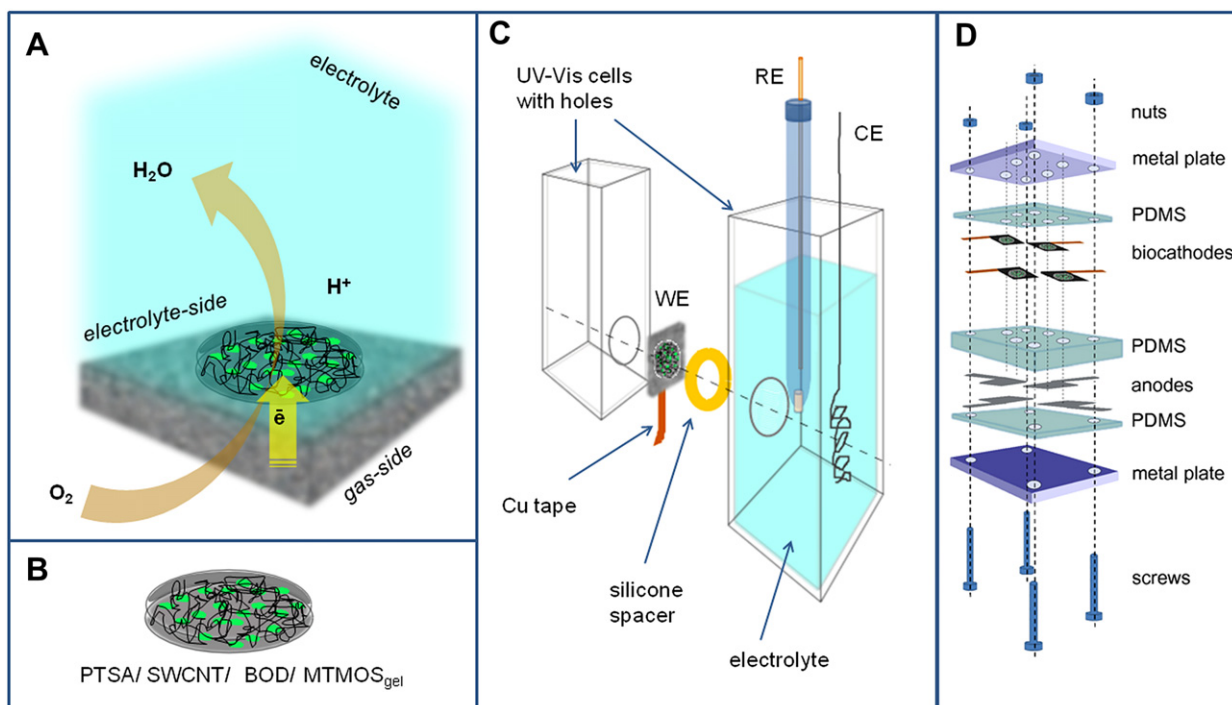 A
electrolyte
H₂O
H⁺
electrolyte-side
ē
gas-side
O₂
B
PTSA/ SWCNT/ BOD/ MTMOSgel
C
UV-Vis cells
with holes
RE
CE
WE
Cu tape
silicone
spacer
electrolyte
D
nuts
metal plate
PDMS
biocathodes
PDMS
anodes
PDMS
metal plate
screws